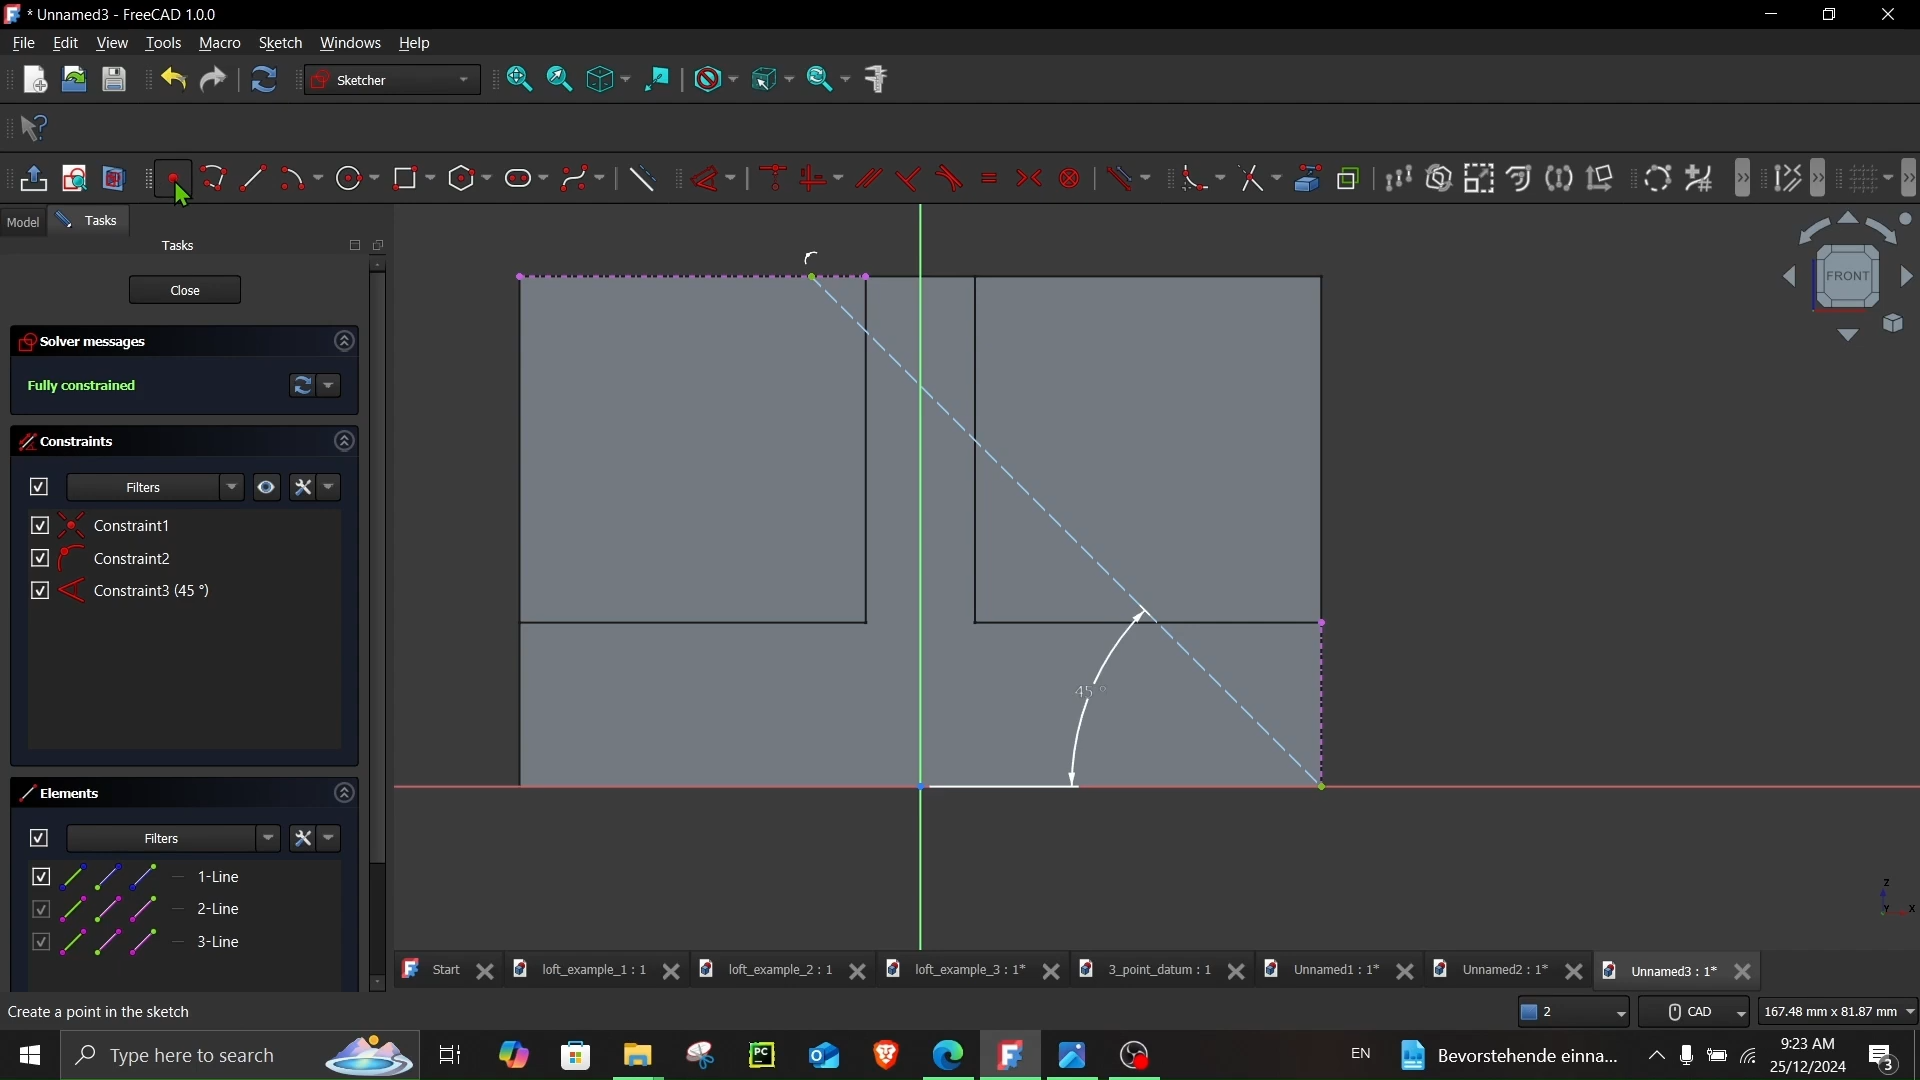 * Unnamed3 - FreeCAD 1.0.0
File Edit View Tools Macro Sketch Windows Help
Sketcher
Model Tasks
Tasks
Close
Solver messages
Fully constrained
Constraints
Filters
Constraint1
Constraint2
Constraint3 (45 °)
Elements
Filters
1-Line
2-Line
3-Line
45 °
FRONT
Z
Y X
Start loft_example_1 : 1 loft_example_2 : 1 loft_example_3 : 1* 3_point_datum : 1 Unnamed1 : 1* Unnamed2 : 1* Unnamed3 : 1*
Create a point in the sketch 2 CAD 167.48 mm x 81.87 mm
Type here to search PC EN Bevorstehende einna... 9:23 AM
25/12/2024 3